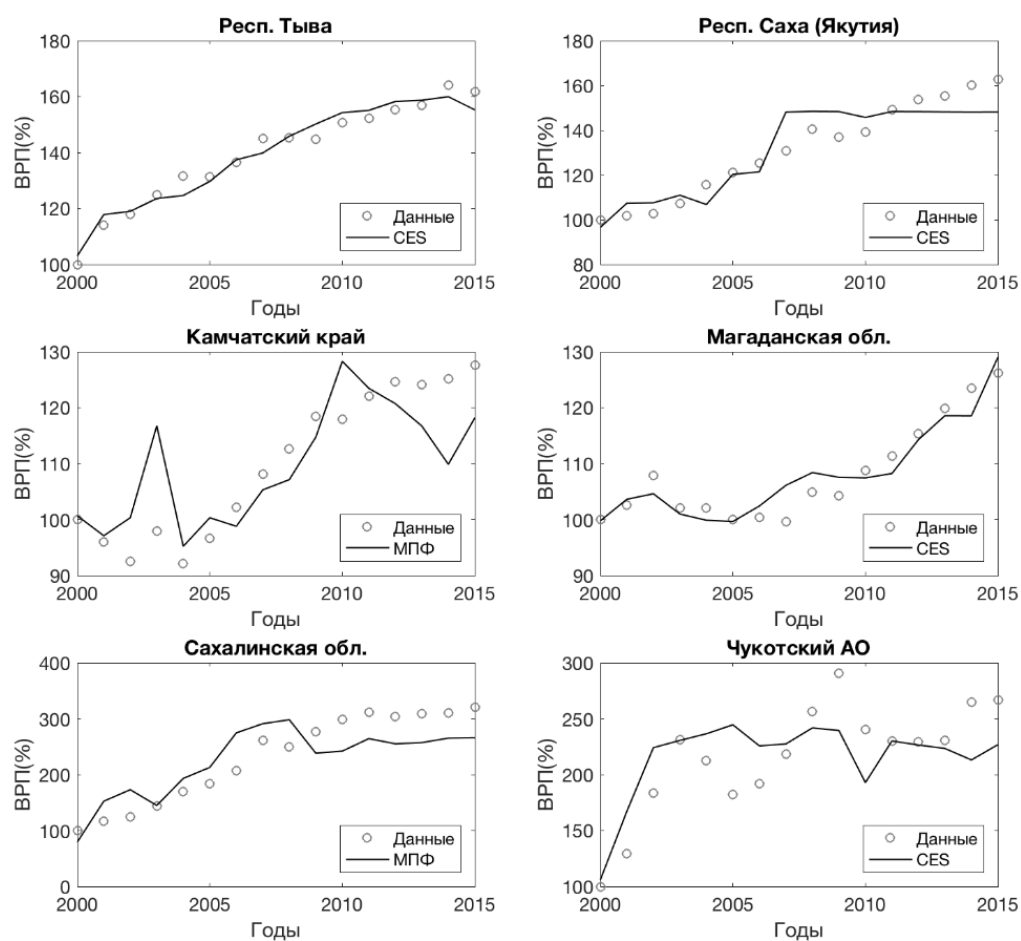 Респ. Тыва
180
160
140
120
100
ВРП(%)
2000
2005
2010
2015
Годы
Данные
CES
Респ. Саха (Якутия)
180
160
140
120
100
80
ВРП(%)
2000
2005
2010
2015
Годы
Данные
CES
Камчатский край
130
120
110
100
90
ВРП(%)
2000
2005
2010
2015
Годы
Данные
МПФ
Магаданская обл.
130
120
110
100
90
ВРП(%)
2000
2005
2010
2015
Годы
Данные
CES
Сахалинская обл.
400
300
200
100
0
ВРП(%)
2000
2005
2010
2015
Годы
Данные
МПФ
Чукотский АО
300
250
200
150
100
ВРП(%)
2000
2005
2010
2015
Годы
Данные
CES